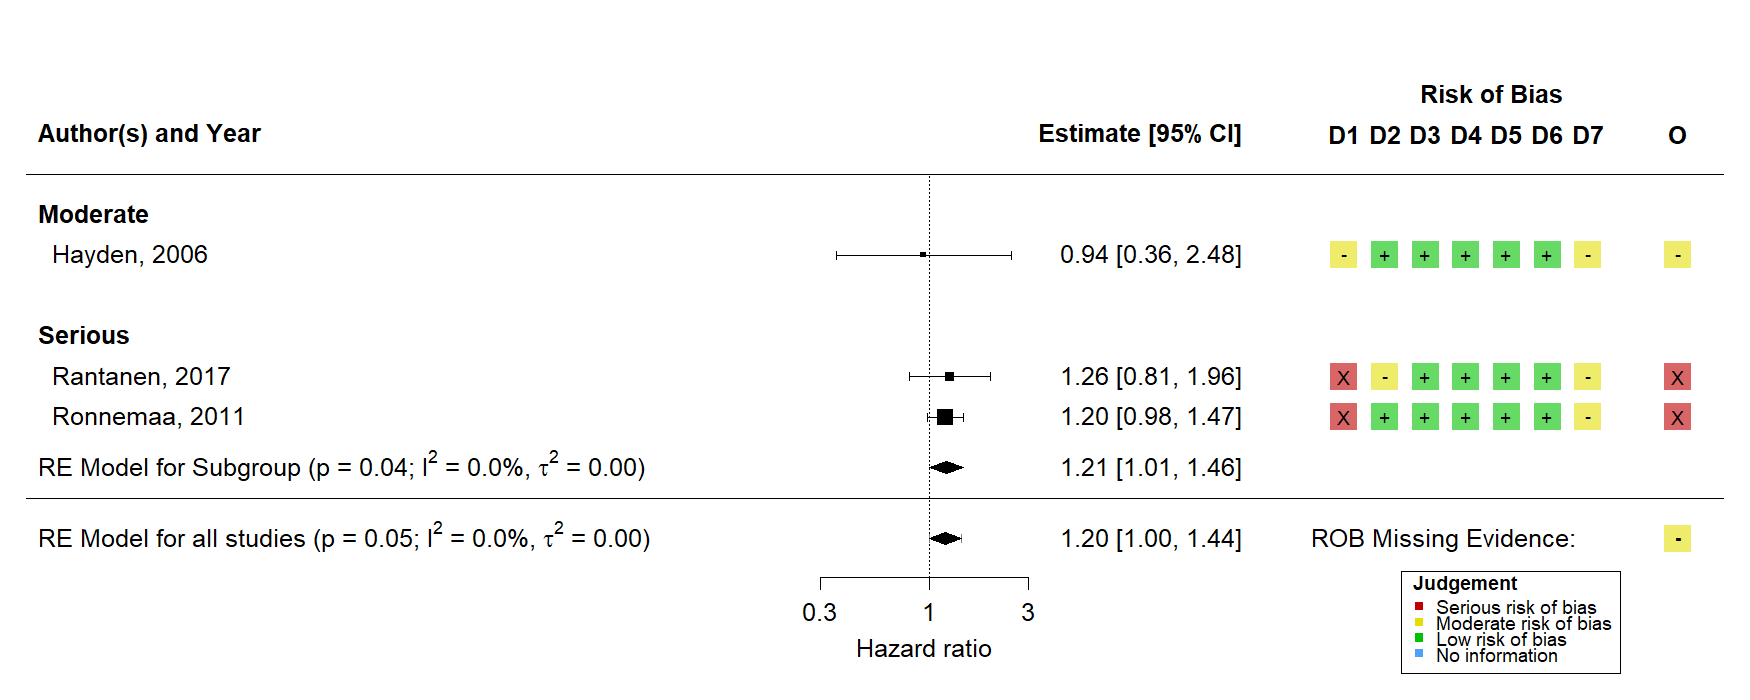 Risk of Bias
Author(s) and Year Estimate [95% CI] D1 D2 D3 D4 D5 D6 D7 O
Moderate
Hayden, 2006 0.94 [0.36, 2.48] - + + + + + - -
Serious
Rantanen, 2017 1.26 [0.81, 1.96] X - + + + + - X
Ronnemaa, 2011 1.20 [0.98, 1.47] X + + + + + - X
RE Model for Subgroup (p = 0.04; I² = 0.0%, τ² = 0.00) 1.21 [1.01, 1.46]
RE Model for all studies (p = 0.05; I² = 0.0%, τ² = 0.00) 1.20 [1.00, 1.44] ROB Missing Evidence: -
0.3 1 3
Hazard ratio
Judgement
Serious risk of bias
Moderate risk of bias
Low risk of bias
No information